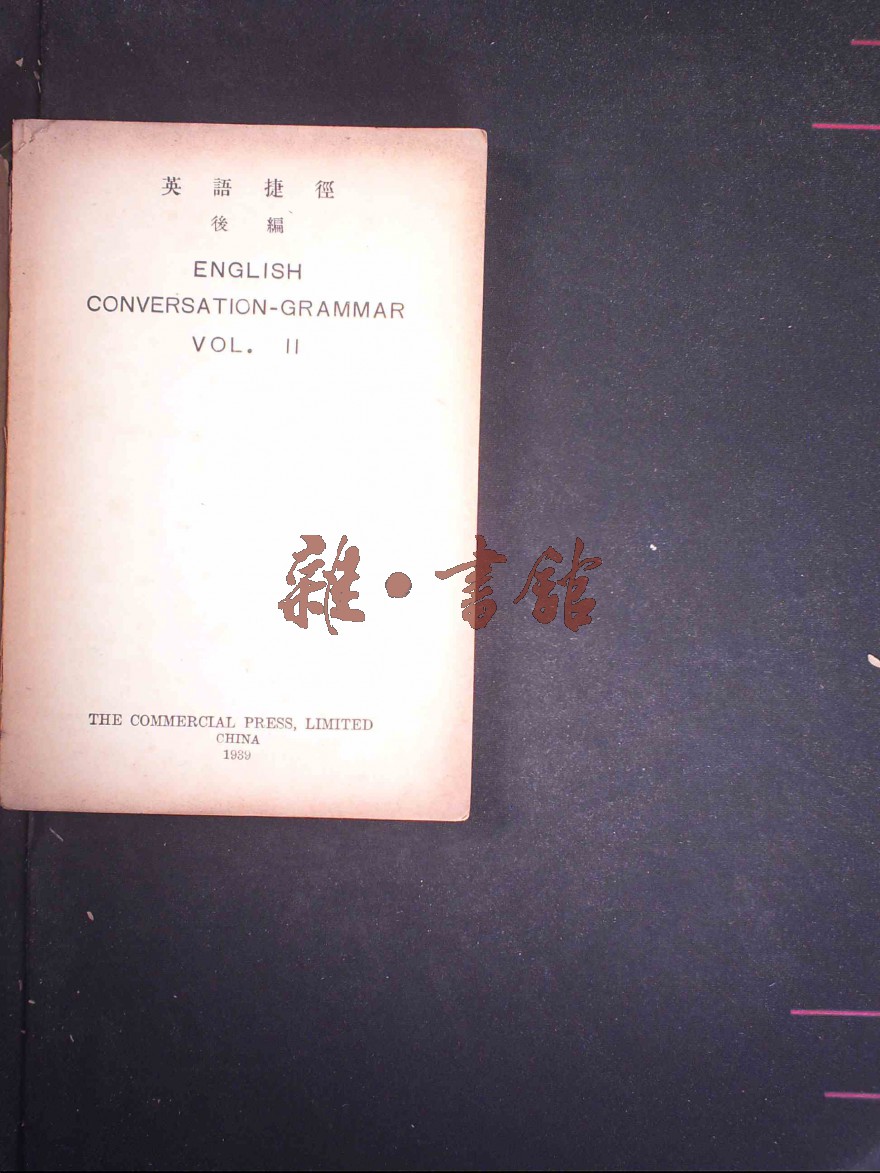 英語捷徑
後編
ENGLISH
CONVERSATION-GRAMMAR
VOL. II
雜·書館
THE COMMERCIAL PRESS, LIMITED
CHINA
1939